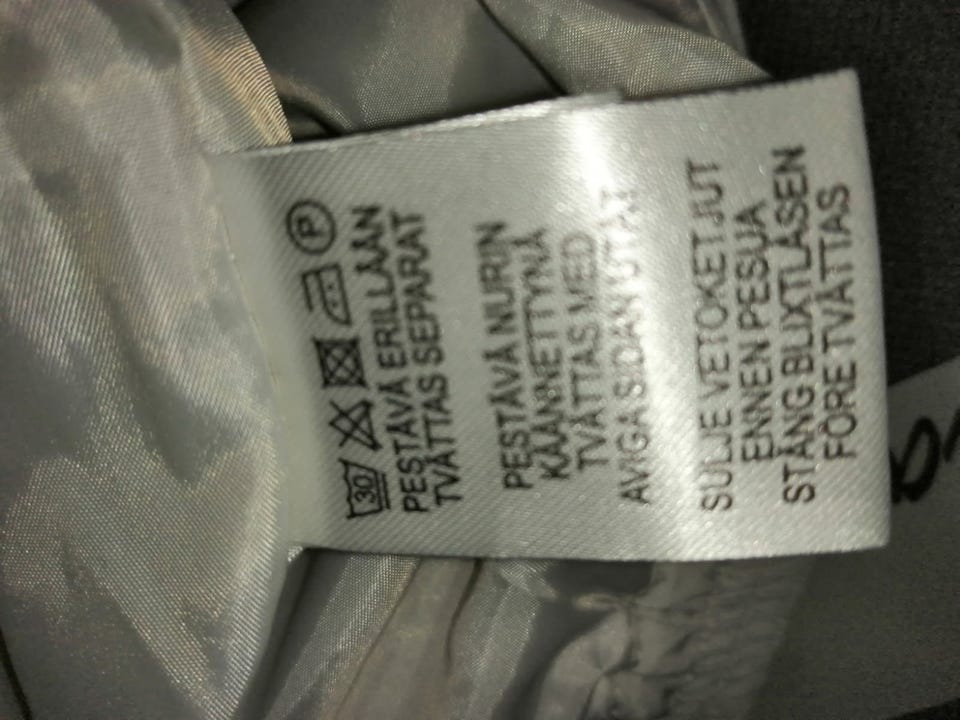 30 P
PESTÄVÄ ERILLÄÄN
TVÄTTAS SEPARAT
PESTÄVÄ NURIN
KÄÄNNETTYNÄ
TVÄTTAS MED
AVIGA SIDAN UTÅT
SULJE VETOKETJUT
ENNEN PESUA
STÄNG BLIXTLÅSEN
FÖRE TVÄTTAS